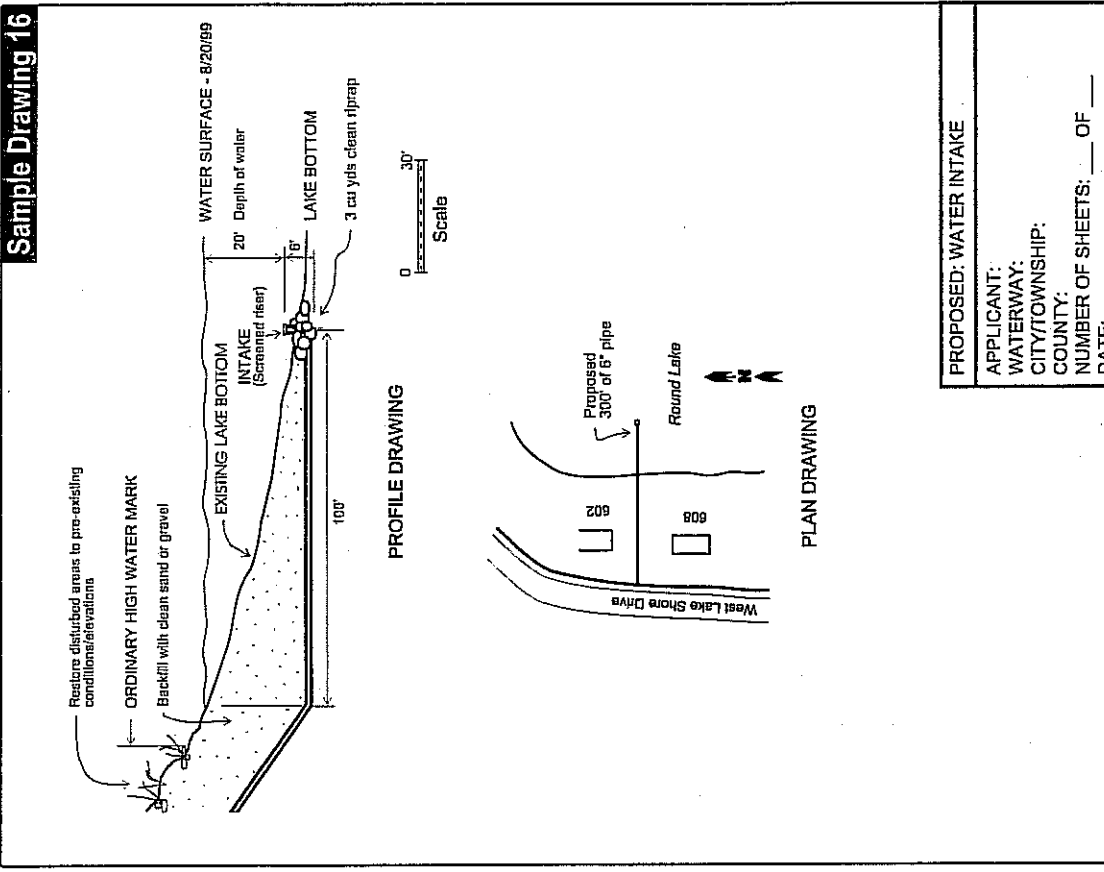 Sample Drawing 16
Restore disturbed areas to pre-existing
conditions/elevations
ORDINARY HIGH WATER MARK
Backfill with clean sand or gravel
WATER SURFACE - 8/20/99
20' Depth of water
EXISTING LAKE BOTTOM
INTAKE
(Screened riser)
6'
LAKE BOTTOM
3 cu yds clean riprap
100'
PROFILE DRAWING
0 30'
Scale
Proposed
300' of 6" pipe
Round Lake
N
602
608
West Lake Shore Drive
PLAN DRAWING
PROPOSED: WATER INTAKE
APPLICANT:
WATERWAY:
CITY/TOWNSHIP:
COUNTY:
NUMBER OF SHEETS: __ OF __
DATE: